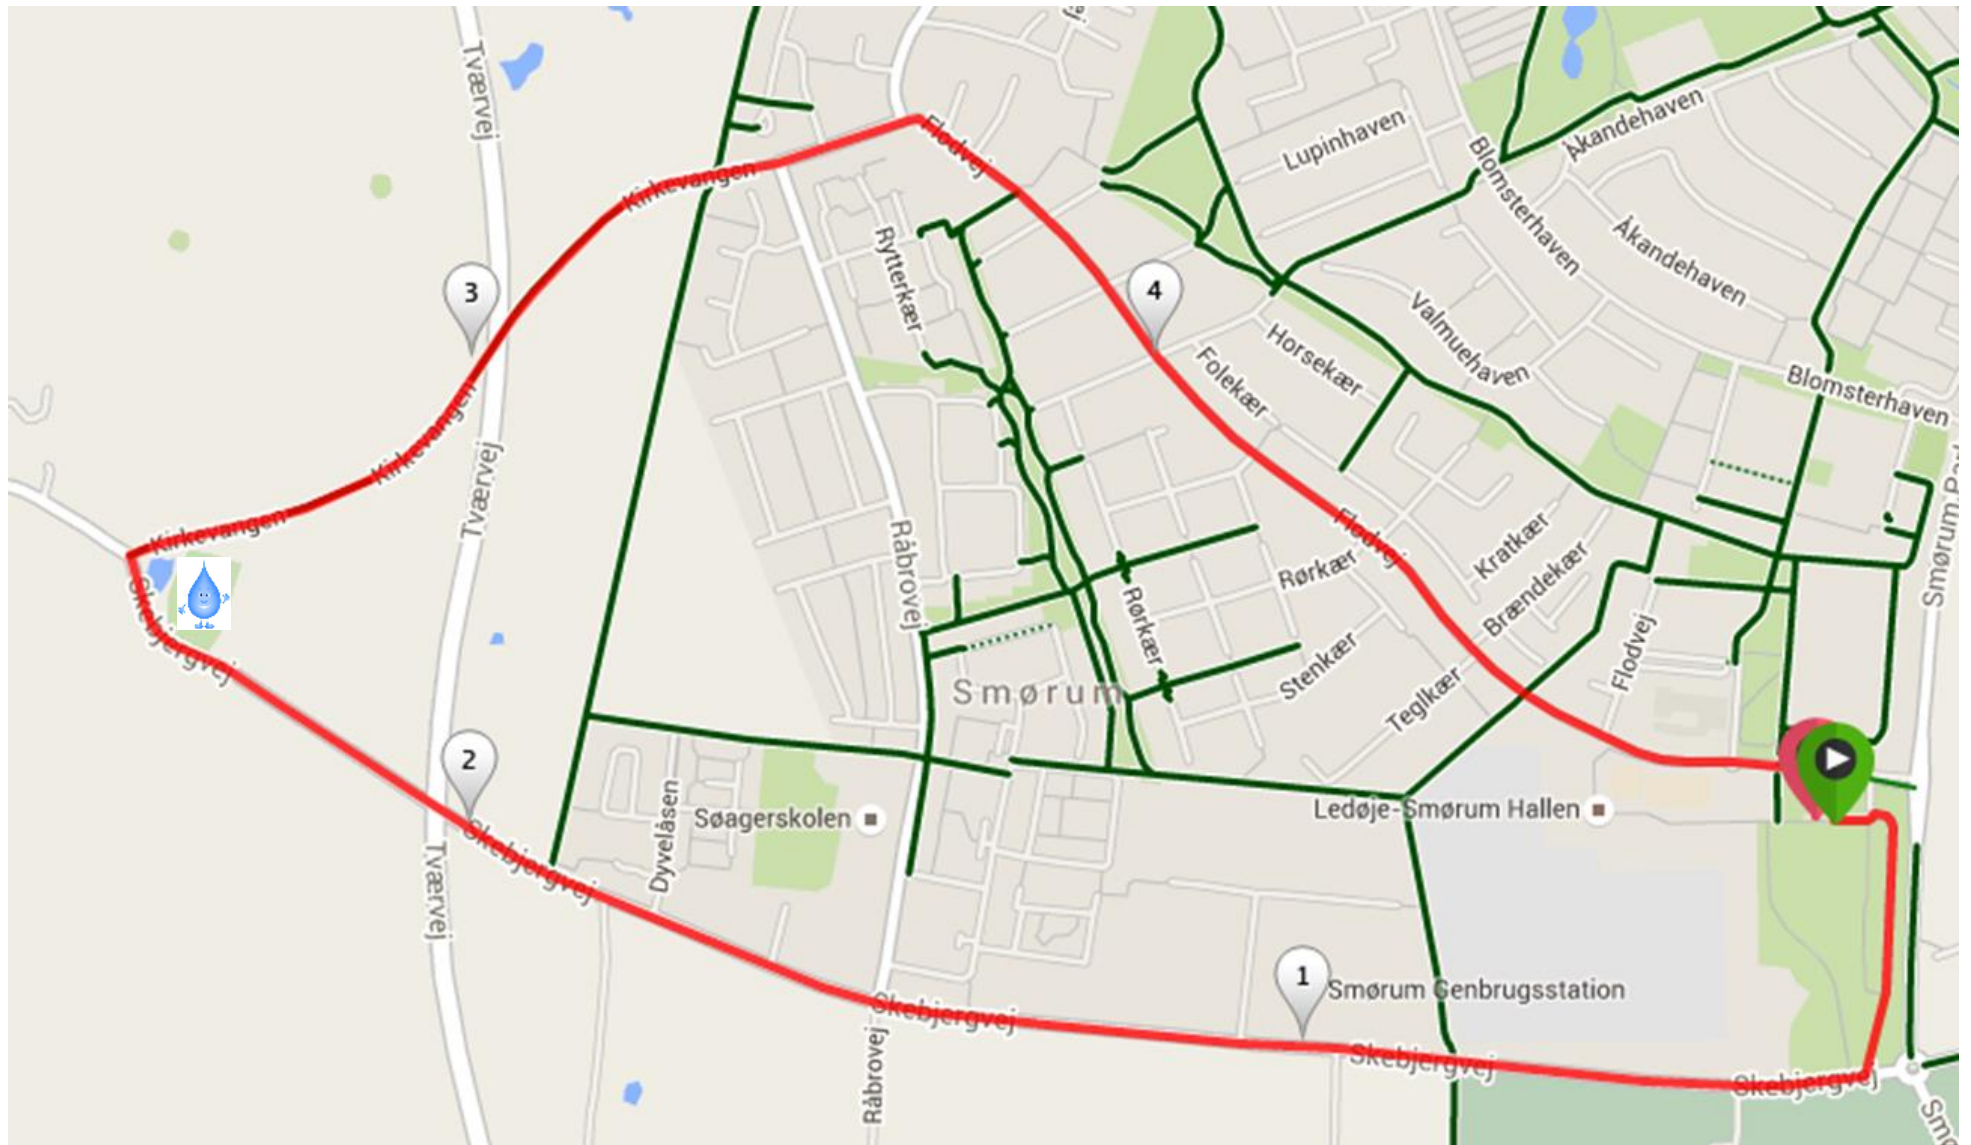 Tværvej
Flodvej
Lupinhaven
Åkandehaven
Blomsterhaven
Kirkevangen
Åkandehaven
3
Rytterkær
4
Horsekær
Valmuehaven
Folekær
Blomsterhaven
Kirkevangen
Tværvej
Kirkevangen
Råbrovej
Flodvej
Kratkær
Rørkær
Brændekær
Skebjergvej
Rørkær
Stenkær
Flodvej
Smørum
Teglkær
2
Søagerskolen
Dyvelåsen
Ledøje-Smørum Hallen
Skebjergvej
Tværvej
1
Smørum Genbrugsstation
Skebjergvej
Råbrovej
Skebjergvej
Skebjergvej